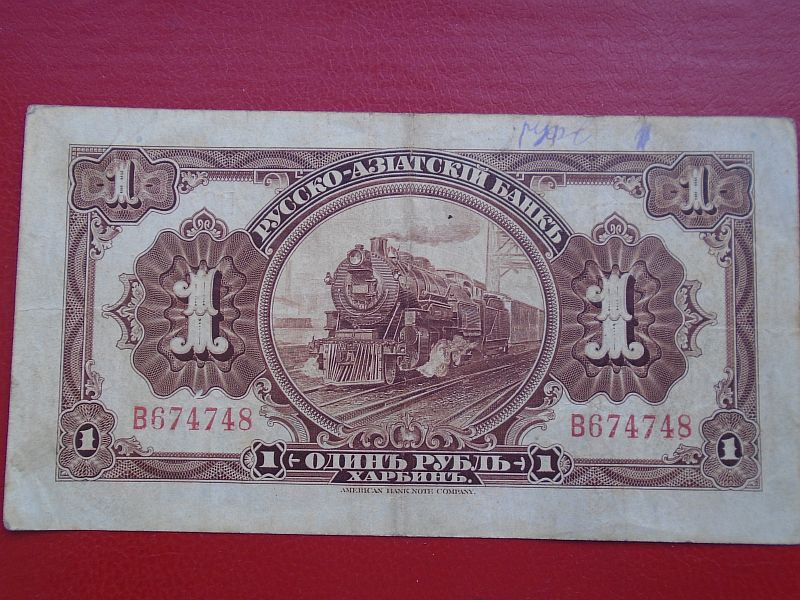 РУССКО-АЗІАТСКІЙ БАНКЪ
1 1
1 1
B674748 B674748
1 1 ОДИНЪ РУБЛЬ 1 1
ХАРБИНЪ.
AMERICAN BANK NOTE COMPANY.